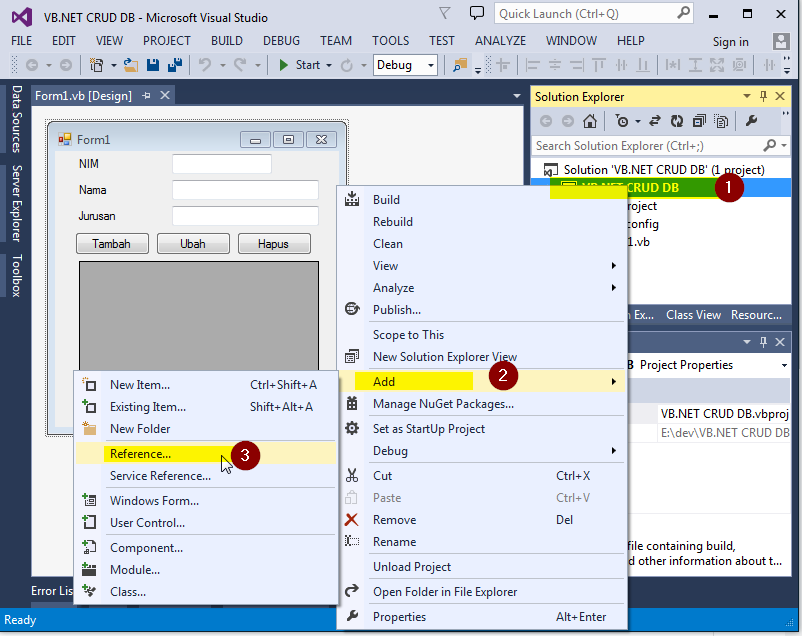 VB.NET CRUD DB - Microsoft Visual Studio
Quick Launch (Ctrl+Q)
FILE EDIT VIEW PROJECT BUILD DEBUG TEAM TOOLS TEST ANALYZE WINDOW HELP Sign in
Start Debug
Data Sources
Server Explorer
Toolbox
Form1.vb [Design]
Form1
NIM
Nama
Jurusan
Tambah Ubah Hapus
Solution Explorer
Search Solution Explorer (Ctrl+;)
Solution 'VB.NET CRUD DB' (1 project)
VB.NET CRUD DB 1
roject
config
1.vb
Build
Rebuild
Clean
View
Analyze
Publish...
Scope to This
New Solution Explorer View
Add 2
Manage NuGet Packages...
Set as StartUp Project
Debug
Cut Ctrl+X
Paste Ctrl+V
Remove Del
Rename
Unload Project
Open Folder in File Explorer
Properties Alt+Enter
New Item... Ctrl+Shift+A
Existing Item... Shift+Alt+A
New Folder
Reference... 3
Service Reference...
Windows Form...
User Control...
Component...
Module...
Class...
Ex... Class View Resourc...
B Project Properties
VB.NET CRUD DB.vbproj
E:\dev\VB.NET CRUD DB
file containing build,
d other information about t...
Error Lis
Ready